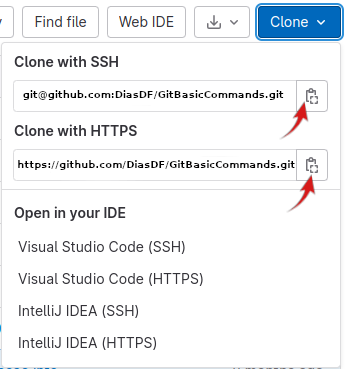 Find file
Web IDE
Clone
Clone with SSH
git@github.com:DiasDF/GitBasicCommands.git
Clone with HTTPS
https://github.com/DiasDF/GitBasicCommands.git
Open in your IDE
Visual Studio Code (SSH)
Visual Studio Code (HTTPS)
IntelliJ IDEA (SSH)
IntelliJ IDEA (HTTPS)